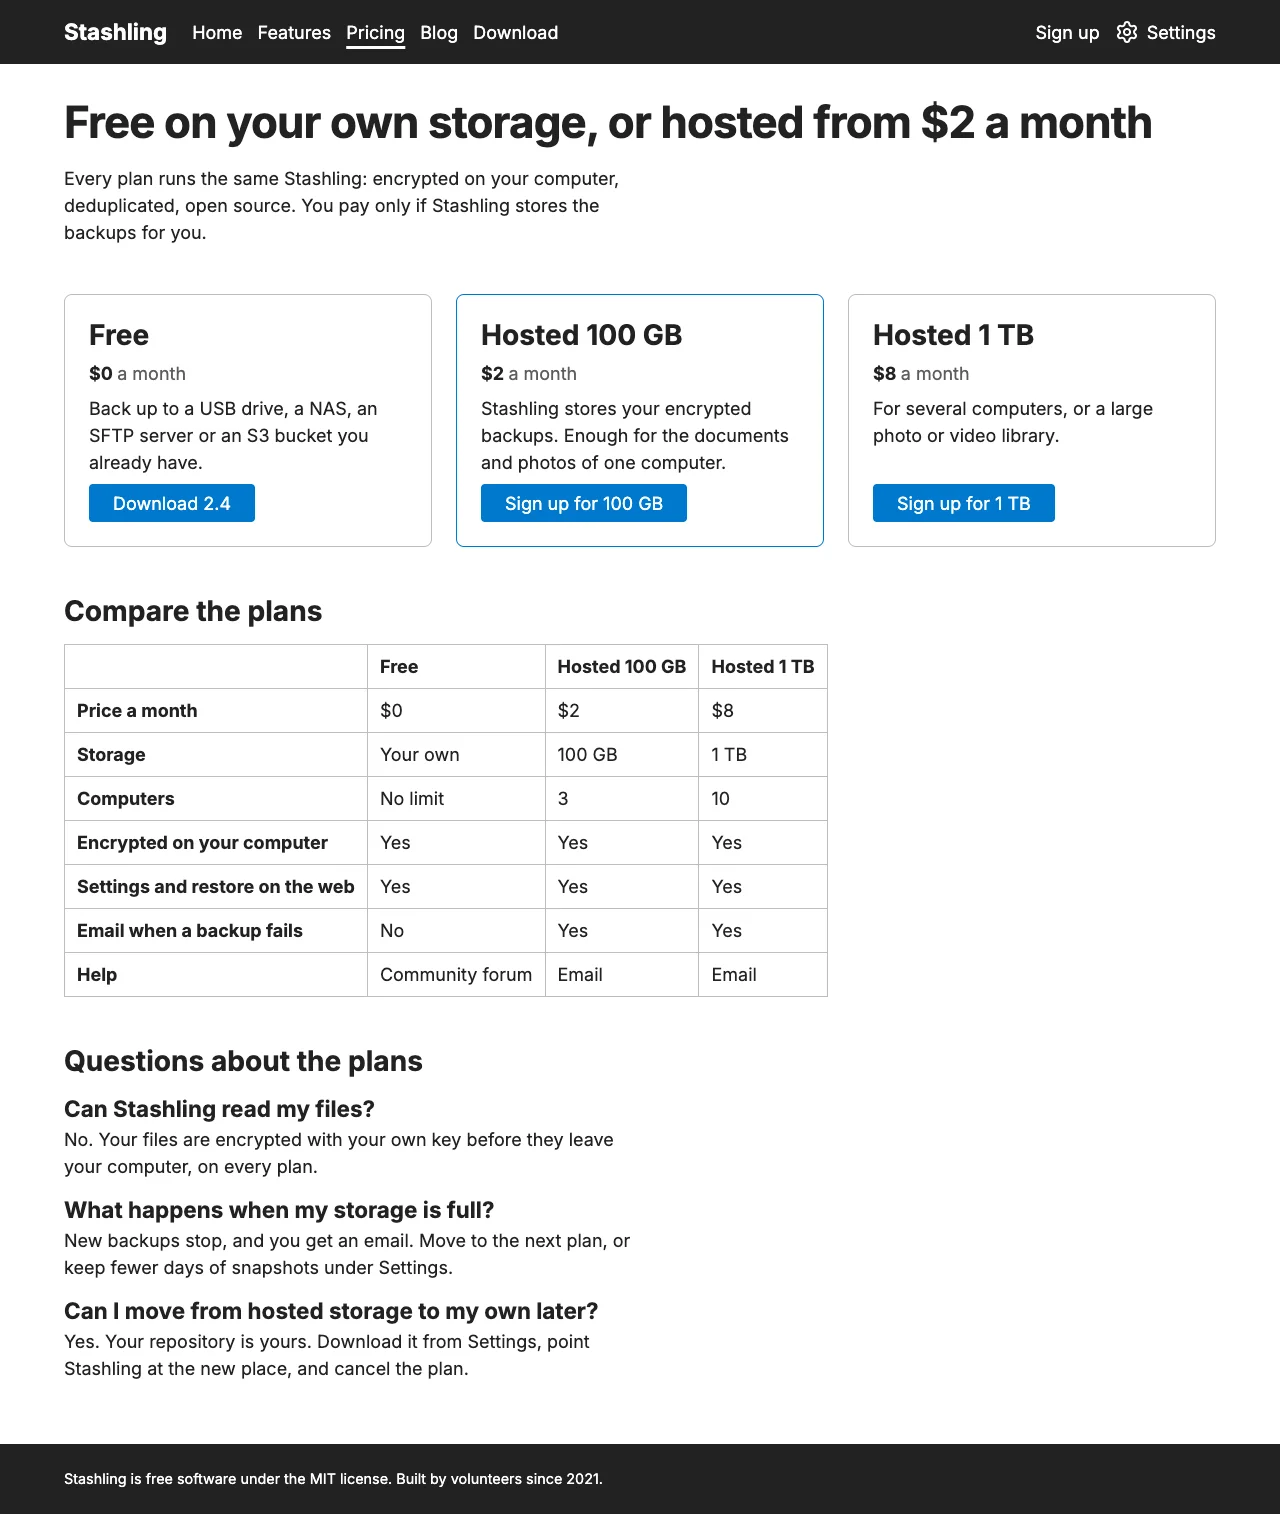 Stashling Home Features Pricing Blog Download Sign up Settings
Free on your own storage, or hosted from $2 a month
Every plan runs the same Stashling: encrypted on your computer,
deduplicated, open source. You pay only if Stashling stores the
backups for you.
Free
$0 a month
Back up to a USB drive, a NAS, an
SFTP server or an S3 bucket you
already have.
Download 2.4
Hosted 100 GB
$2 a month
Stashling stores your encrypted
backups. Enough for the documents
and photos of one computer.
Sign up for 100 GB
Hosted 1 TB
$8 a month
For several computers, or a large
photo or video library.
Sign up for 1 TB
Compare the plans
Free Hosted 100 GB Hosted 1 TB
Price a month $0 $2 $8
Storage Your own 100 GB 1 TB
Computers No limit 3 10
Encrypted on your computer Yes Yes Yes
Settings and restore on the web Yes Yes Yes
Email when a backup fails No Yes Yes
Help Community forum Email Email
Questions about the plans
Can Stashling read my files?
No. Your files are encrypted with your own key before they leave
your computer, on every plan.
What happens when my storage is full?
New backups stop, and you get an email. Move to the next plan, or
keep fewer days of snapshots under Settings.
Can I move from hosted storage to my own later?
Yes. Your repository is yours. Download it from Settings, point
Stashling at the new place, and cancel the plan.
Stashling is free software under the MIT license. Built by volunteers since 2021.